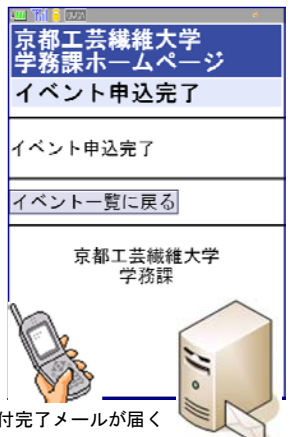 京都工芸繊維大学
学務課ホームページ
イベント申込完了
イベント申込完了
イベント一覧に戻る
京都工芸繊維大学
学務課
付完了メールが届く